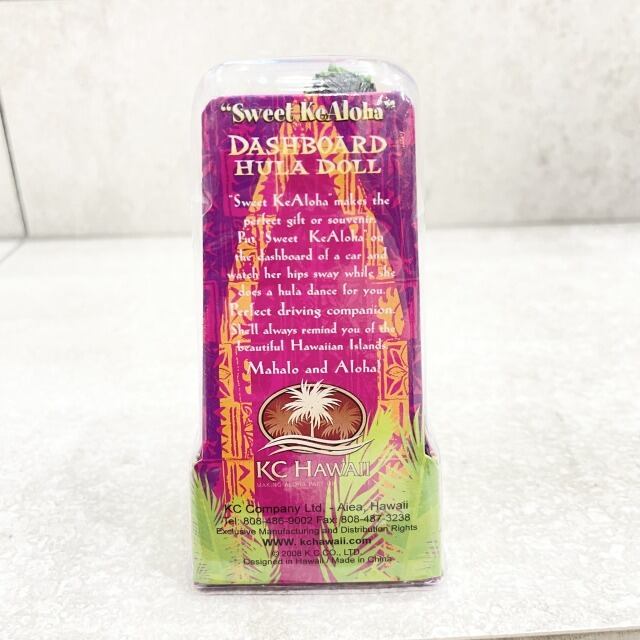 "Sweet KeAloha"
DASHBOARD
HULA DOLL
"Sweet KeAloha" makes the
perfect gift or souvenir.
Put "Sweet KeAloha" on
the dashboard of a car and
watch her hips sway while she
does a hula dance for you.
Perfect driving companion.
She'll always remind you of the
beautiful Hawaiian Islands.
Mahalo and Aloha!
KC HAWAII
MAKING ALOHA PART OF
KC Company Ltd. - Aiea, Hawaii
Tel: 808-486-9002 Fax: 808-487-3238
Exclusive Manufacturing and Distribution Rights
www.kchawaii.com
© 2008 K.C.CO., LTD.
Designed in Hawaii / Made in China